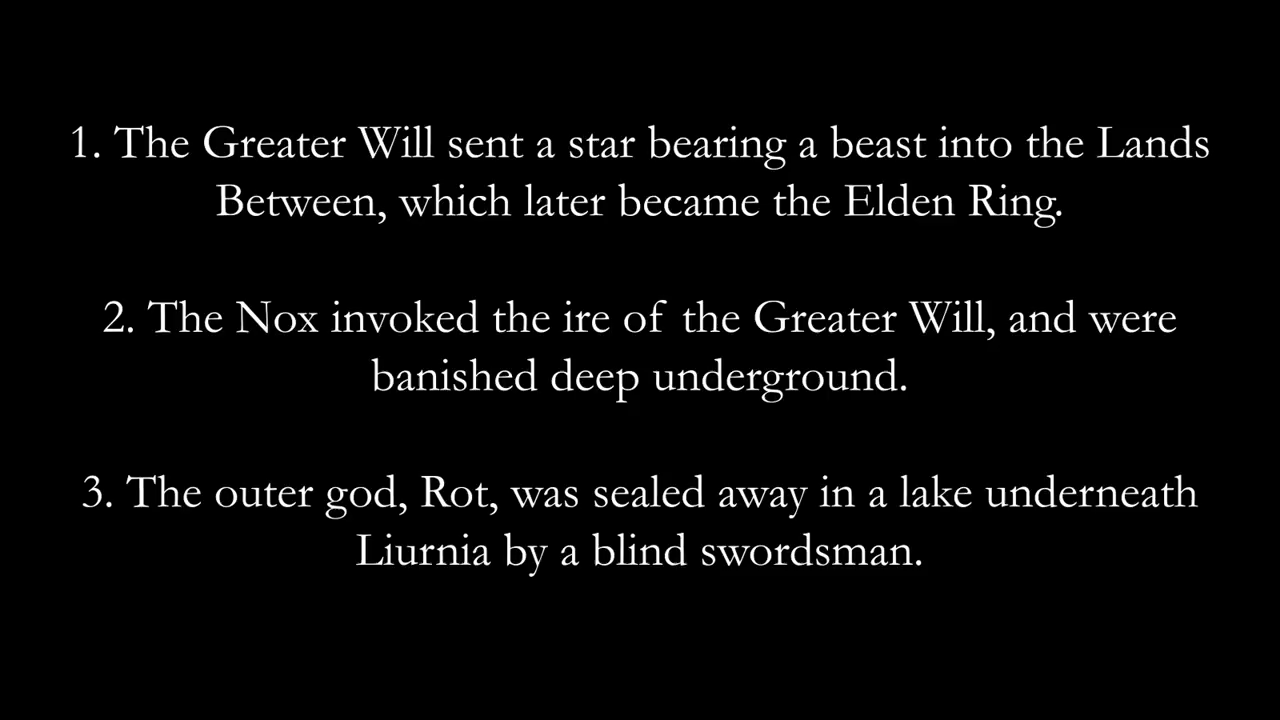 1. The Greater Will sent a star bearing a beast into the Lands
Between, which later became the Elden Ring.
2. The Nox invoked the ire of the Greater Will, and were
banished deep underground.
3. The outer god, Rot, was sealed away in a lake underneath
Liurnia by a blind swordsman.